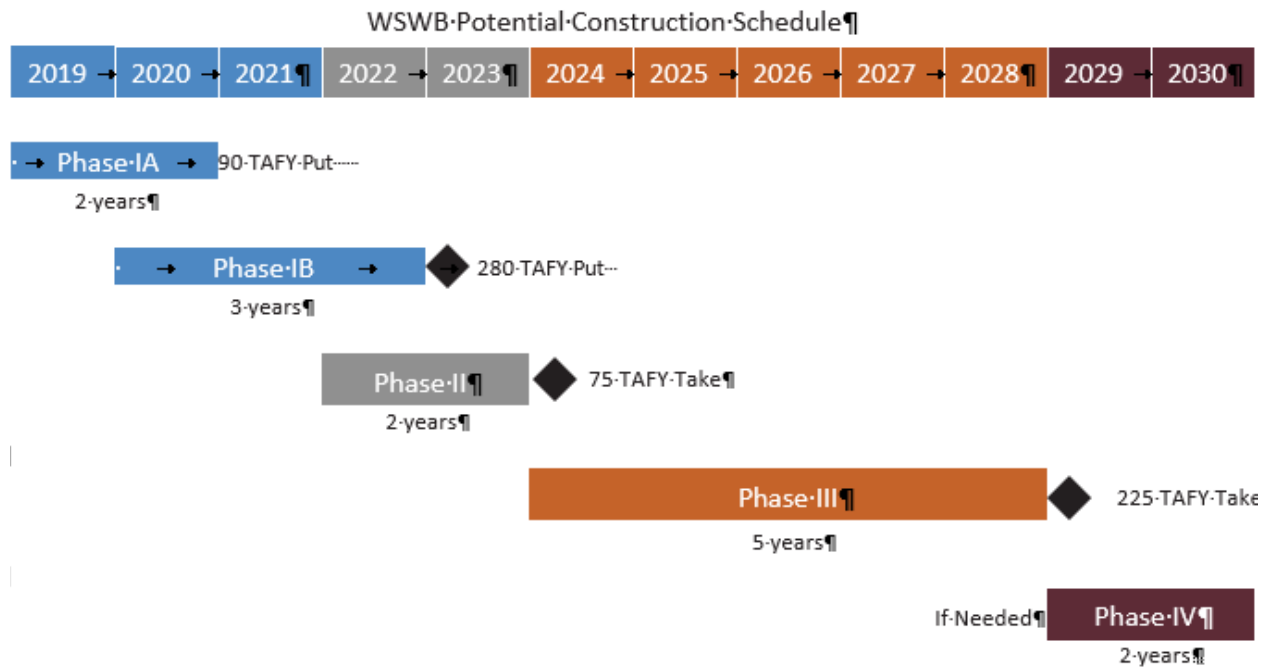 WSWB·Potential·Construction·Schedule¶
2019 → 2020 → 2021¶ 2022 → 2023¶ 2024 → 2025 → 2026 → 2027 → 2028¶ 2029 → 2030¶
· → Phase·IA → 90·TAFY·Put······
2·years¶
· → Phase·IB → → 280·TAFY·Put···
3·years¶
Phase·II¶ 75·TAFY·Take¶
2·years¶
Phase·III¶ 225·TAFY·Take
5·years¶
If·Needed¶ Phase·IV¶
2·years¶